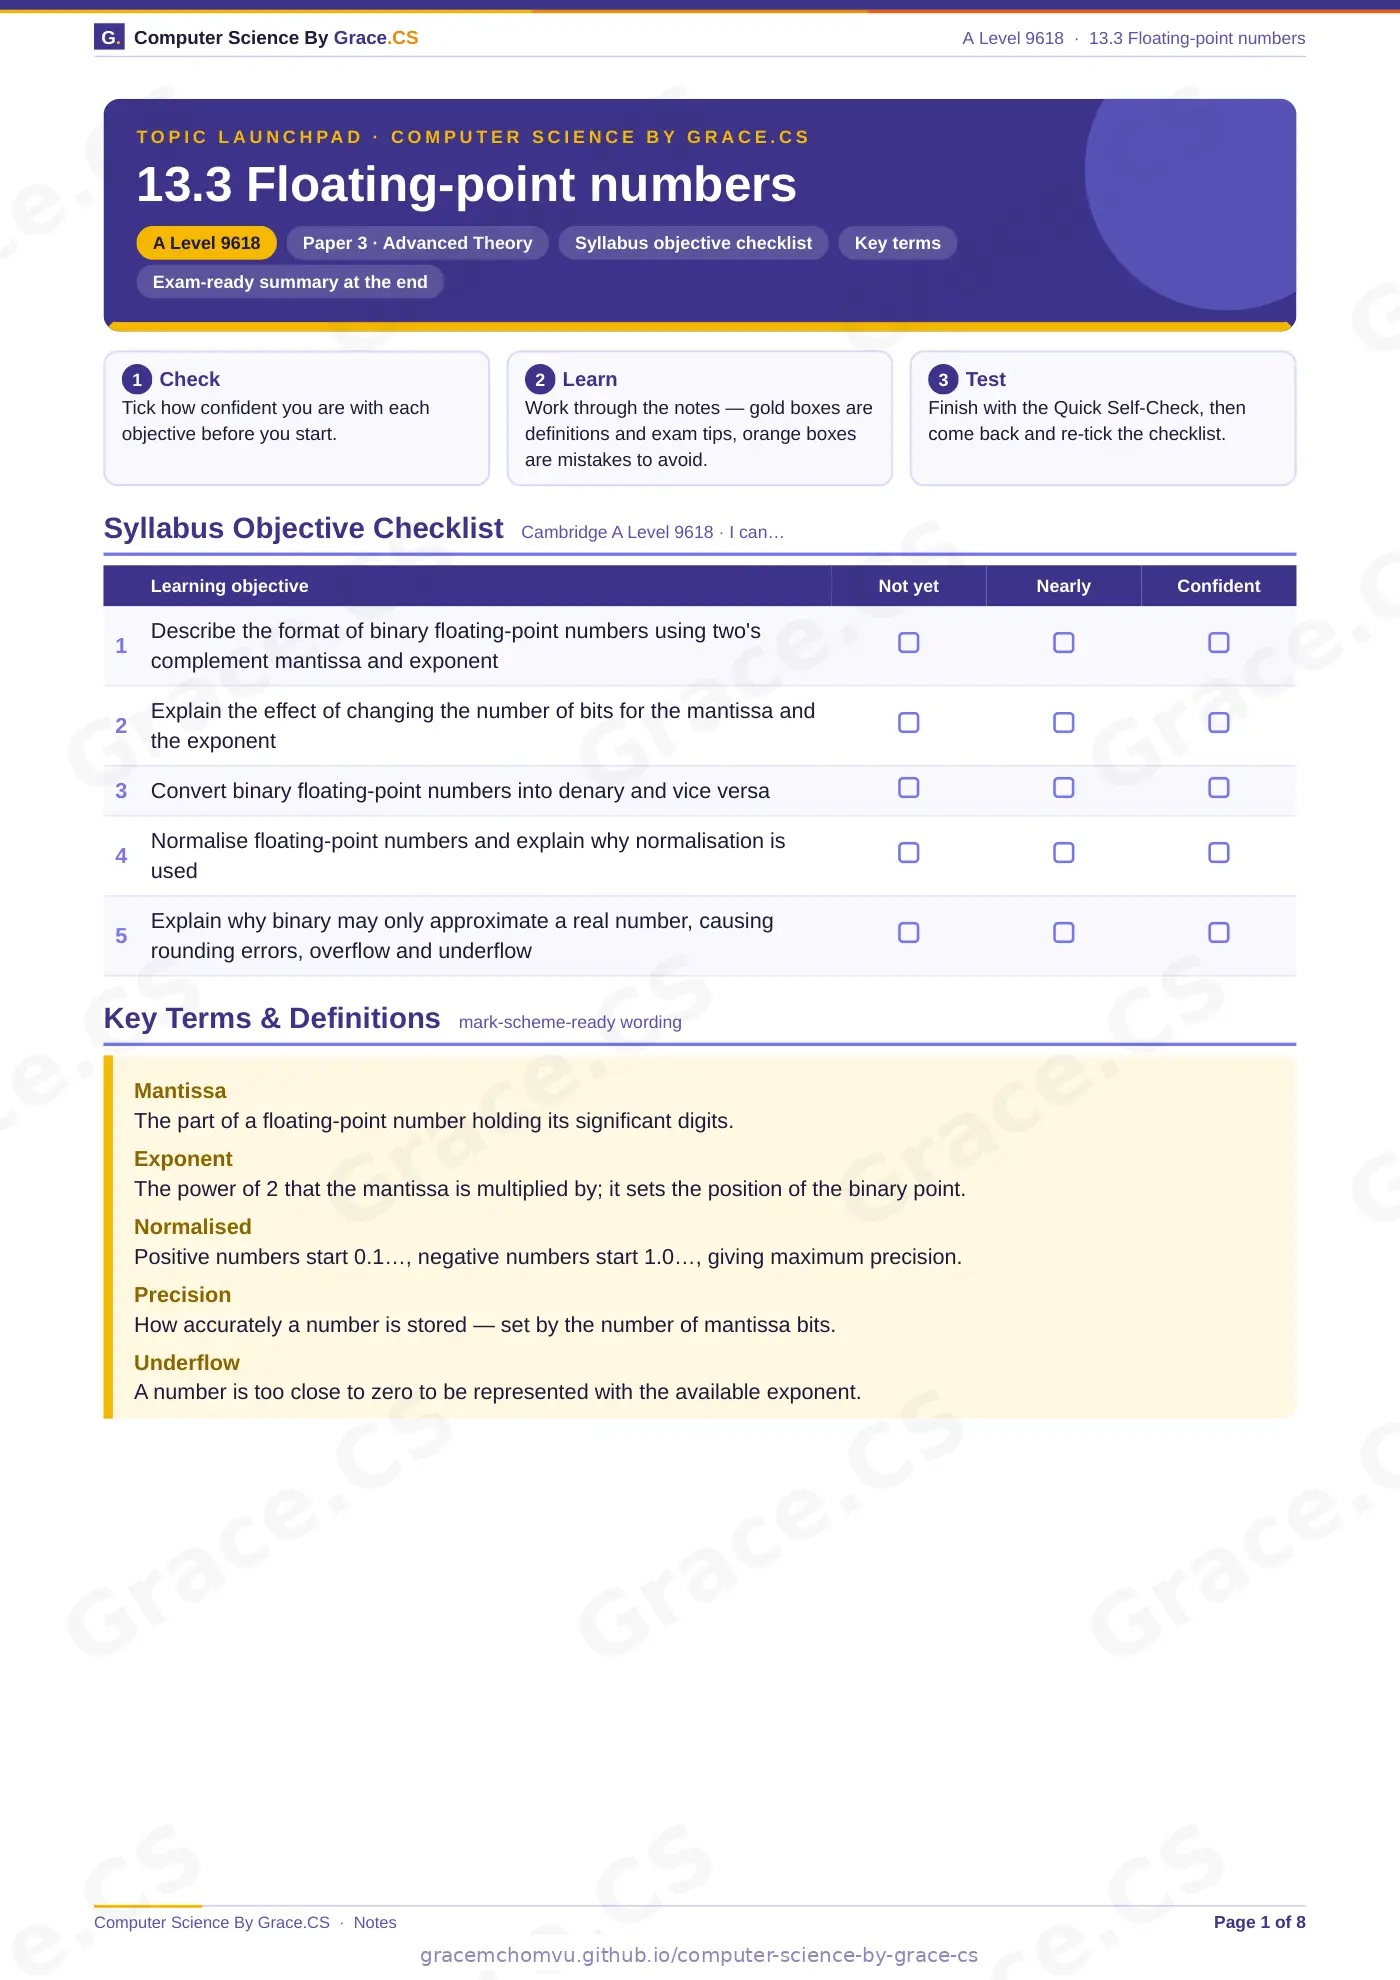 G. Computer Science By Grace.CS
A Level 9618 · 13.3 Floating-point numbers
TOPIC LAUNCHPAD · COMPUTER SCIENCE BY GRACE.CS
13.3 Floating-point numbers
A Level 9618
Paper 3 · Advanced Theory
Syllabus objective checklist
Key terms
Exam-ready summary at the end
1 Check
Tick how confident you are with each
objective before you start.
2 Learn
Work through the notes — gold boxes are
definitions and exam tips, orange boxes
are mistakes to avoid.
3 Test
Finish with the Quick Self-Check, then
come back and re-tick the checklist.
Syllabus Objective Checklist Cambridge A Level 9618 · I can…
Learning objective Not yet Nearly Confident
1 Describe the format of binary floating-point numbers using two's
complement mantissa and exponent
2 Explain the effect of changing the number of bits for the mantissa and
the exponent
3 Convert binary floating-point numbers into denary and vice versa
4 Normalise floating-point numbers and explain why normalisation is
used
5 Explain why binary may only approximate a real number, causing
rounding errors, overflow and underflow
Key Terms & Definitions mark-scheme-ready wording
Mantissa
The part of a floating-point number holding its significant digits.
Exponent
The power of 2 that the mantissa is multiplied by; it sets the position of the binary point.
Normalised
Positive numbers start 0.1…, negative numbers start 1.0…, giving maximum precision.
Precision
How accurately a number is stored — set by the number of mantissa bits.
Underflow
A number is too close to zero to be represented with the available exponent.
Computer Science By Grace.CS · Notes
Page 1 of 8
gracemchomvu.github.io/computer-science-by-grace-cs